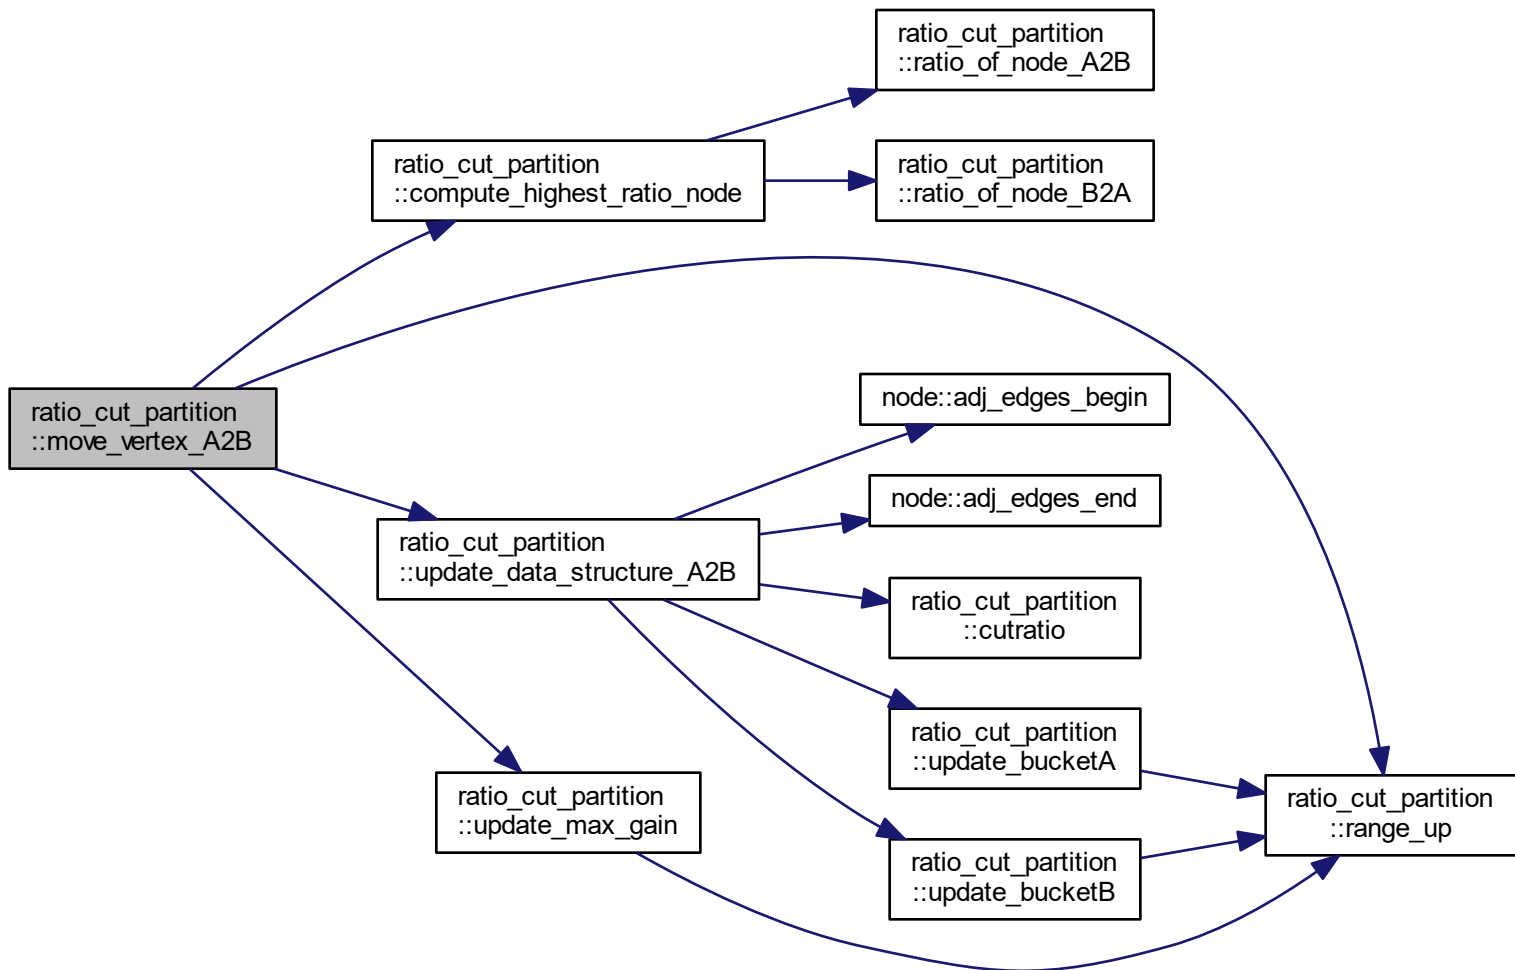 ratio_cut_partition
::ratio_of_node_A2B
ratio_cut_partition
::compute_highest_ratio_node
ratio_cut_partition
::ratio_of_node_B2A
ratio_cut_partition
::move_vertex_A2B
node::adj_edges_begin
node::adj_edges_end
ratio_cut_partition
::update_data_structure_A2B
ratio_cut_partition
::cutratio
ratio_cut_partition
::update_bucketA
ratio_cut_partition
::update_max_gain
ratio_cut_partition
::range_up
ratio_cut_partition
::update_bucketB